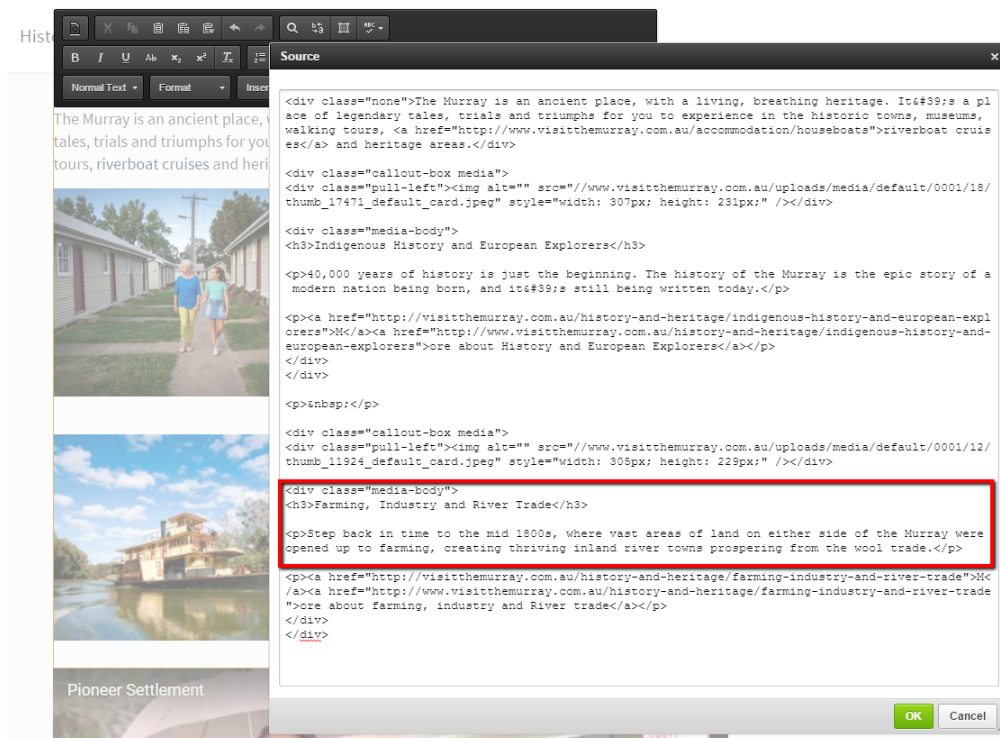 Histo
B I U Ab x₂ x² Tx
ABC
Normal Text Format Inser
Source
×
The Murray is an ancient place, w
tales, trials and triumphs for you
tours, riverboat cruises and heri
<div class="none">The Murray is an ancient place, with a living, breathing heritage. It&#39;s a pl
ace of legendary tales, trials and triumphs for you to experience in the historic towns, museums,
walking tours, <a href="http://www.visitthemurray.com.au/accommodation/houseboats">riverboat cruis
es</a> and heritage areas.</div>
<div class="callout-box media">
<div class="pull-left"><img alt="" src="//www.visitthemurray.com.au/uploads/media/default/0001/18/
thumb_17471_default_card.jpeg" style="width: 307px; height: 231px;" /></div>
<div class="media-body">
<h3>Indigenous History and European Explorers</h3>
<p>40,000 years of history is just the beginning. The history of the Murray is the epic story of a
modern nation being born, and it&#39;s still being written today.</p>
<p><a href="http://visitthemurray.com.au/history-and-heritage/indigenous-history-and-european-expl
orers">M</a><a href="http://www.visitthemurray.com.au/history-and-heritage/indigenous-history-and-
european-explorers">ore about History and European Explorers</a></p>
</div>
</div>
<p>&nbsp;</p>
<div class="callout-box media">
<div class="pull-left"><img alt="" src="//www.visitthemurray.com.au/uploads/media/default/0001/12/
thumb_11924_default_card.jpeg" style="width: 305px; height: 229px;" /></div>
<div class="media-body">
<h3>Farming, Industry and River Trade</h3>
<p>Step back in time to the mid 1800s, where vast areas of land on either side of the Murray were
opened up to farming, creating thriving inland river towns prospering from the wool trade.</p>
<p><a href="http://visitthemurray.com.au/history-and-heritage/farming-industry-and-river-trade">M<
/a><a href="http://www.visitthemurray.com.au/history-and-heritage/farming-industry-and-river-trade
">ore about farming, industry and River trade</a></p>
</div>
</div>
Pioneer Settlement
OK Cancel